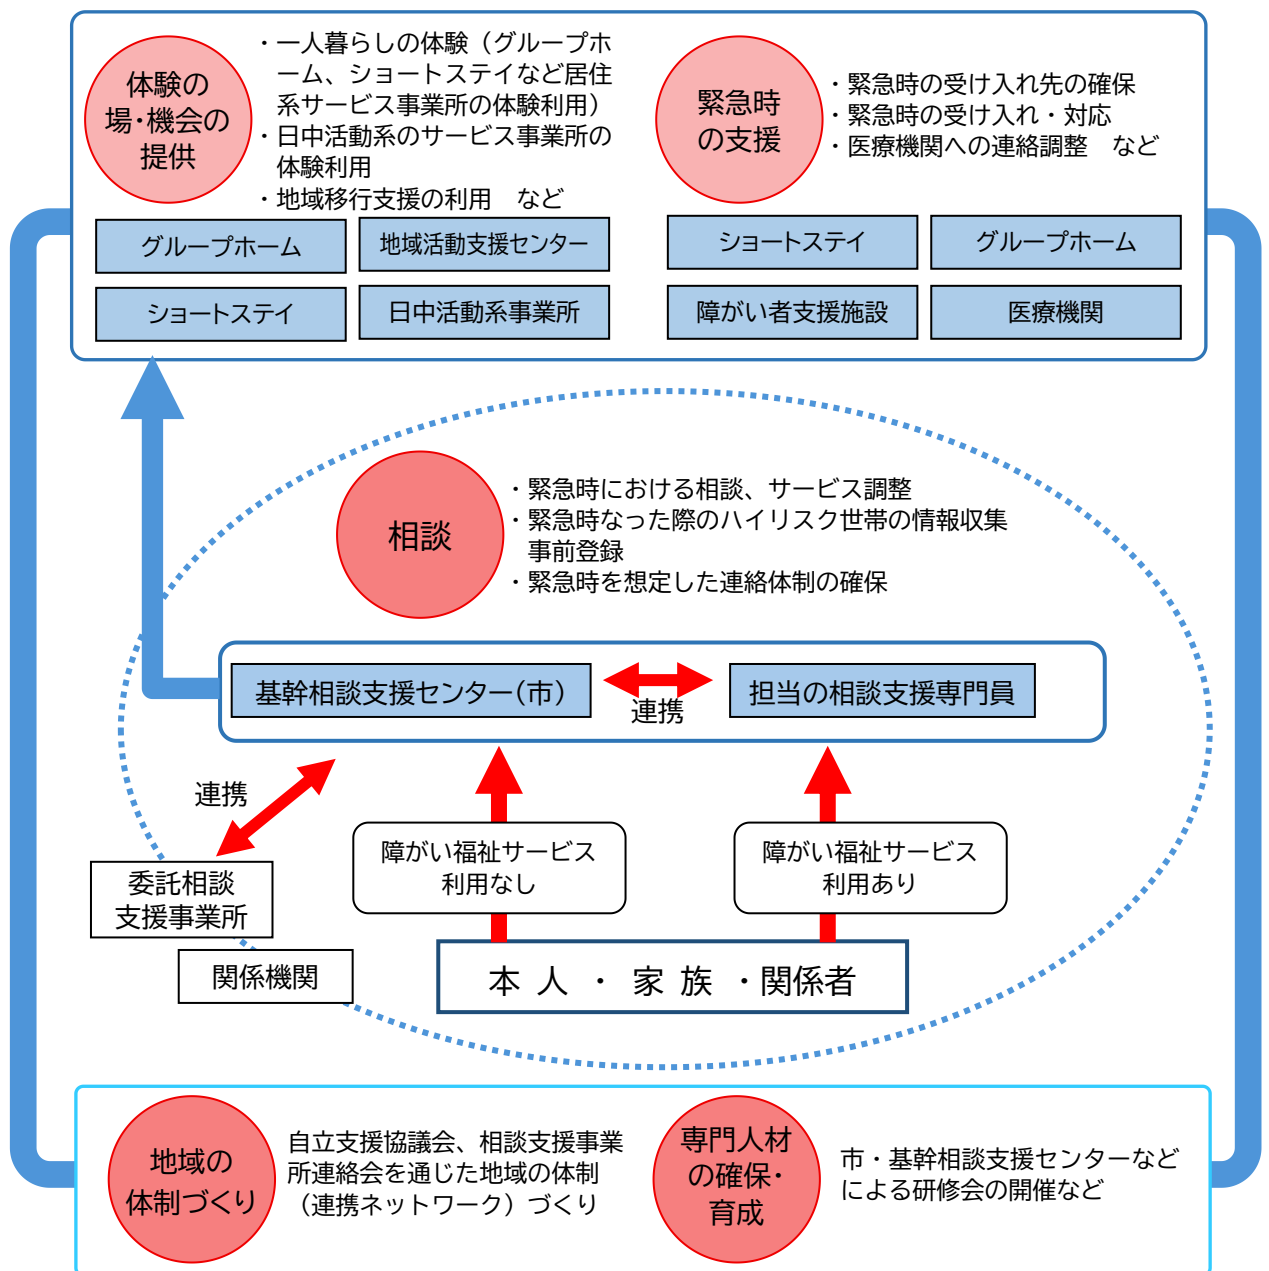 体験の
場・機会の
提供
・一人暮らしの体験（グループホ
ーム、ショートステイなど居住
系サービス事業所の体験利用）
・日中活動系のサービス事業所の
体験利用
・地域移行支援の利用　など
グループホーム
地域活動支援センター
ショートステイ
日中活動系事業所
緊急時
の支援
・緊急時の受け入れ先の確保
・緊急時の受け入れ・対応
・医療機関への連絡調整　など
ショートステイ
グループホーム
障がい者支援施設
医療機関
相談
・緊急時における相談、サービス調整
・緊急時なった際のハイリスク世帯の情報収集
事前登録
・緊急時を想定した連絡体制の確保
基幹相談支援センター（市）
連携
担当の相談支援専門員
連携
委託相談
支援事業所
関係機関
障がい福祉サービス
利用なし
障がい福祉サービス
利用あり
本 人 ・ 家 族 ・関係者
地域の
体制づくり
自立支援協議会、相談支援事業
所連絡会を通じた地域の体制
（連携ネットワーク）づくり
専門人材
の確保・
育成
市・基幹相談支援センターなど
による研修会の開催など